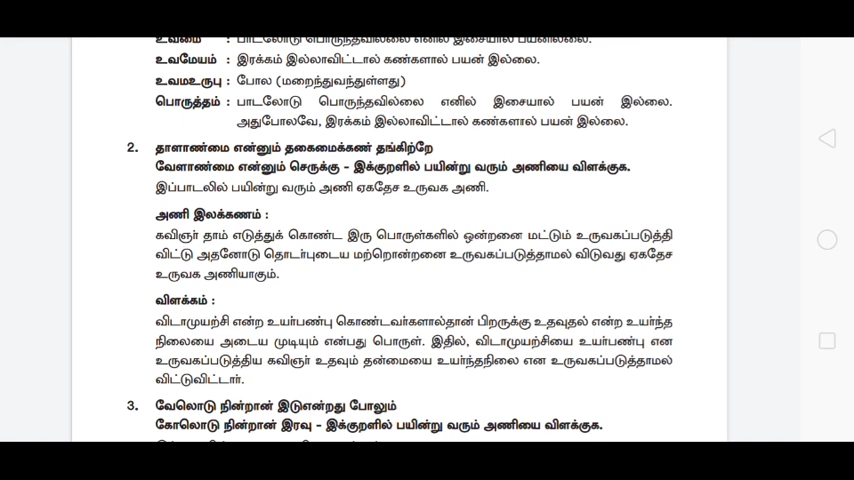 உவமை : பாடலோடு பொருந்தவில்லை எனில் இசையால் பயனில்லை.
உவமேயம் : இரக்கம் இல்லாவிட்டால் கண்களால் பயன் இல்லை.
உவமஉருபு : போல (மறைந்துவந்துள்ளது)
பொருத்தம் : பாடலோடு பொருந்தவில்லை எனில் இசையால் பயன் இல்லை.
அதுபோலவே, இரக்கம் இல்லாவிட்டால் கண்களால் பயன் இல்லை.
2. தாளாண்மை என்னும் தகைமைக்கண் தங்கிற்றே
வேளாண்மை என்னும் செருக்கு - இக்குறளில் பயின்று வரும் அணியை விளக்குக.
இப்பாடலில் பயின்று வரும் அணி ஏகதேச உருவக அணி.
அணி இலக்கணம் :
கவிஞர் தாம் எடுத்துக் கொண்ட இரு பொருள்களில் ஒன்றனை மட்டும் உருவகப்படுத்தி
விட்டு அதனோடு தொடர்புடைய மற்றொன்றனை உருவகப்படுத்தாமல் விடுவது ஏகதேச
உருவக அணியாகும்.
விளக்கம் :
விடாமுயற்சி என்ற உயர்பண்பு கொண்டவர்களால்தான் பிறருக்கு உதவுதல் என்ற உயர்ந்த
நிலையை அடைய முடியும் என்பது பொருள். இதில், விடாமுயற்சியை உயர்பண்பு என
உருவகப்படுத்திய கவிஞர் உதவும் தன்மையை உயர்ந்தநிலை என உருவகப்படுத்தாமல்
விட்டுவிட்டார்.
3. வேலொடு நின்றான் இடுஎன்றது போலும்
கோலொடு நின்றான் இரவு - இக்குறளில் பயின்று வரும் அணியை விளக்குக.